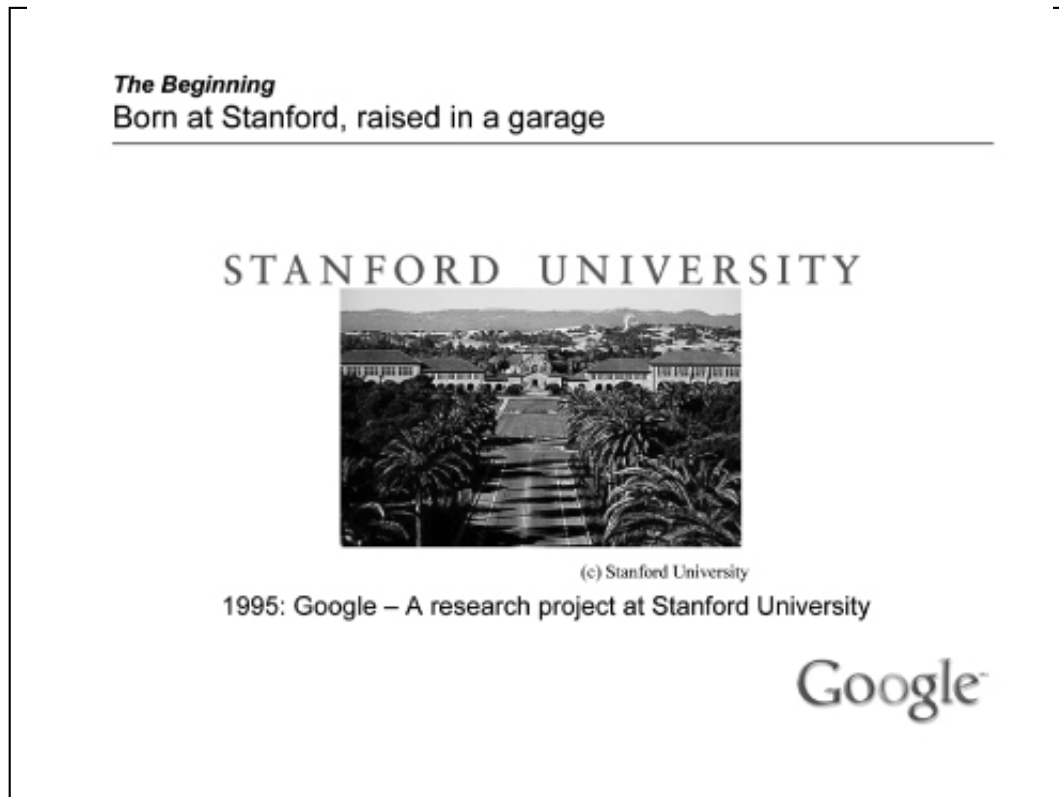 The Beginning
Born at Stanford, raised in a garage
STANFORD UNIVERSITY
(c) Stanford University
1995: Google – A research project at Stanford University
Google